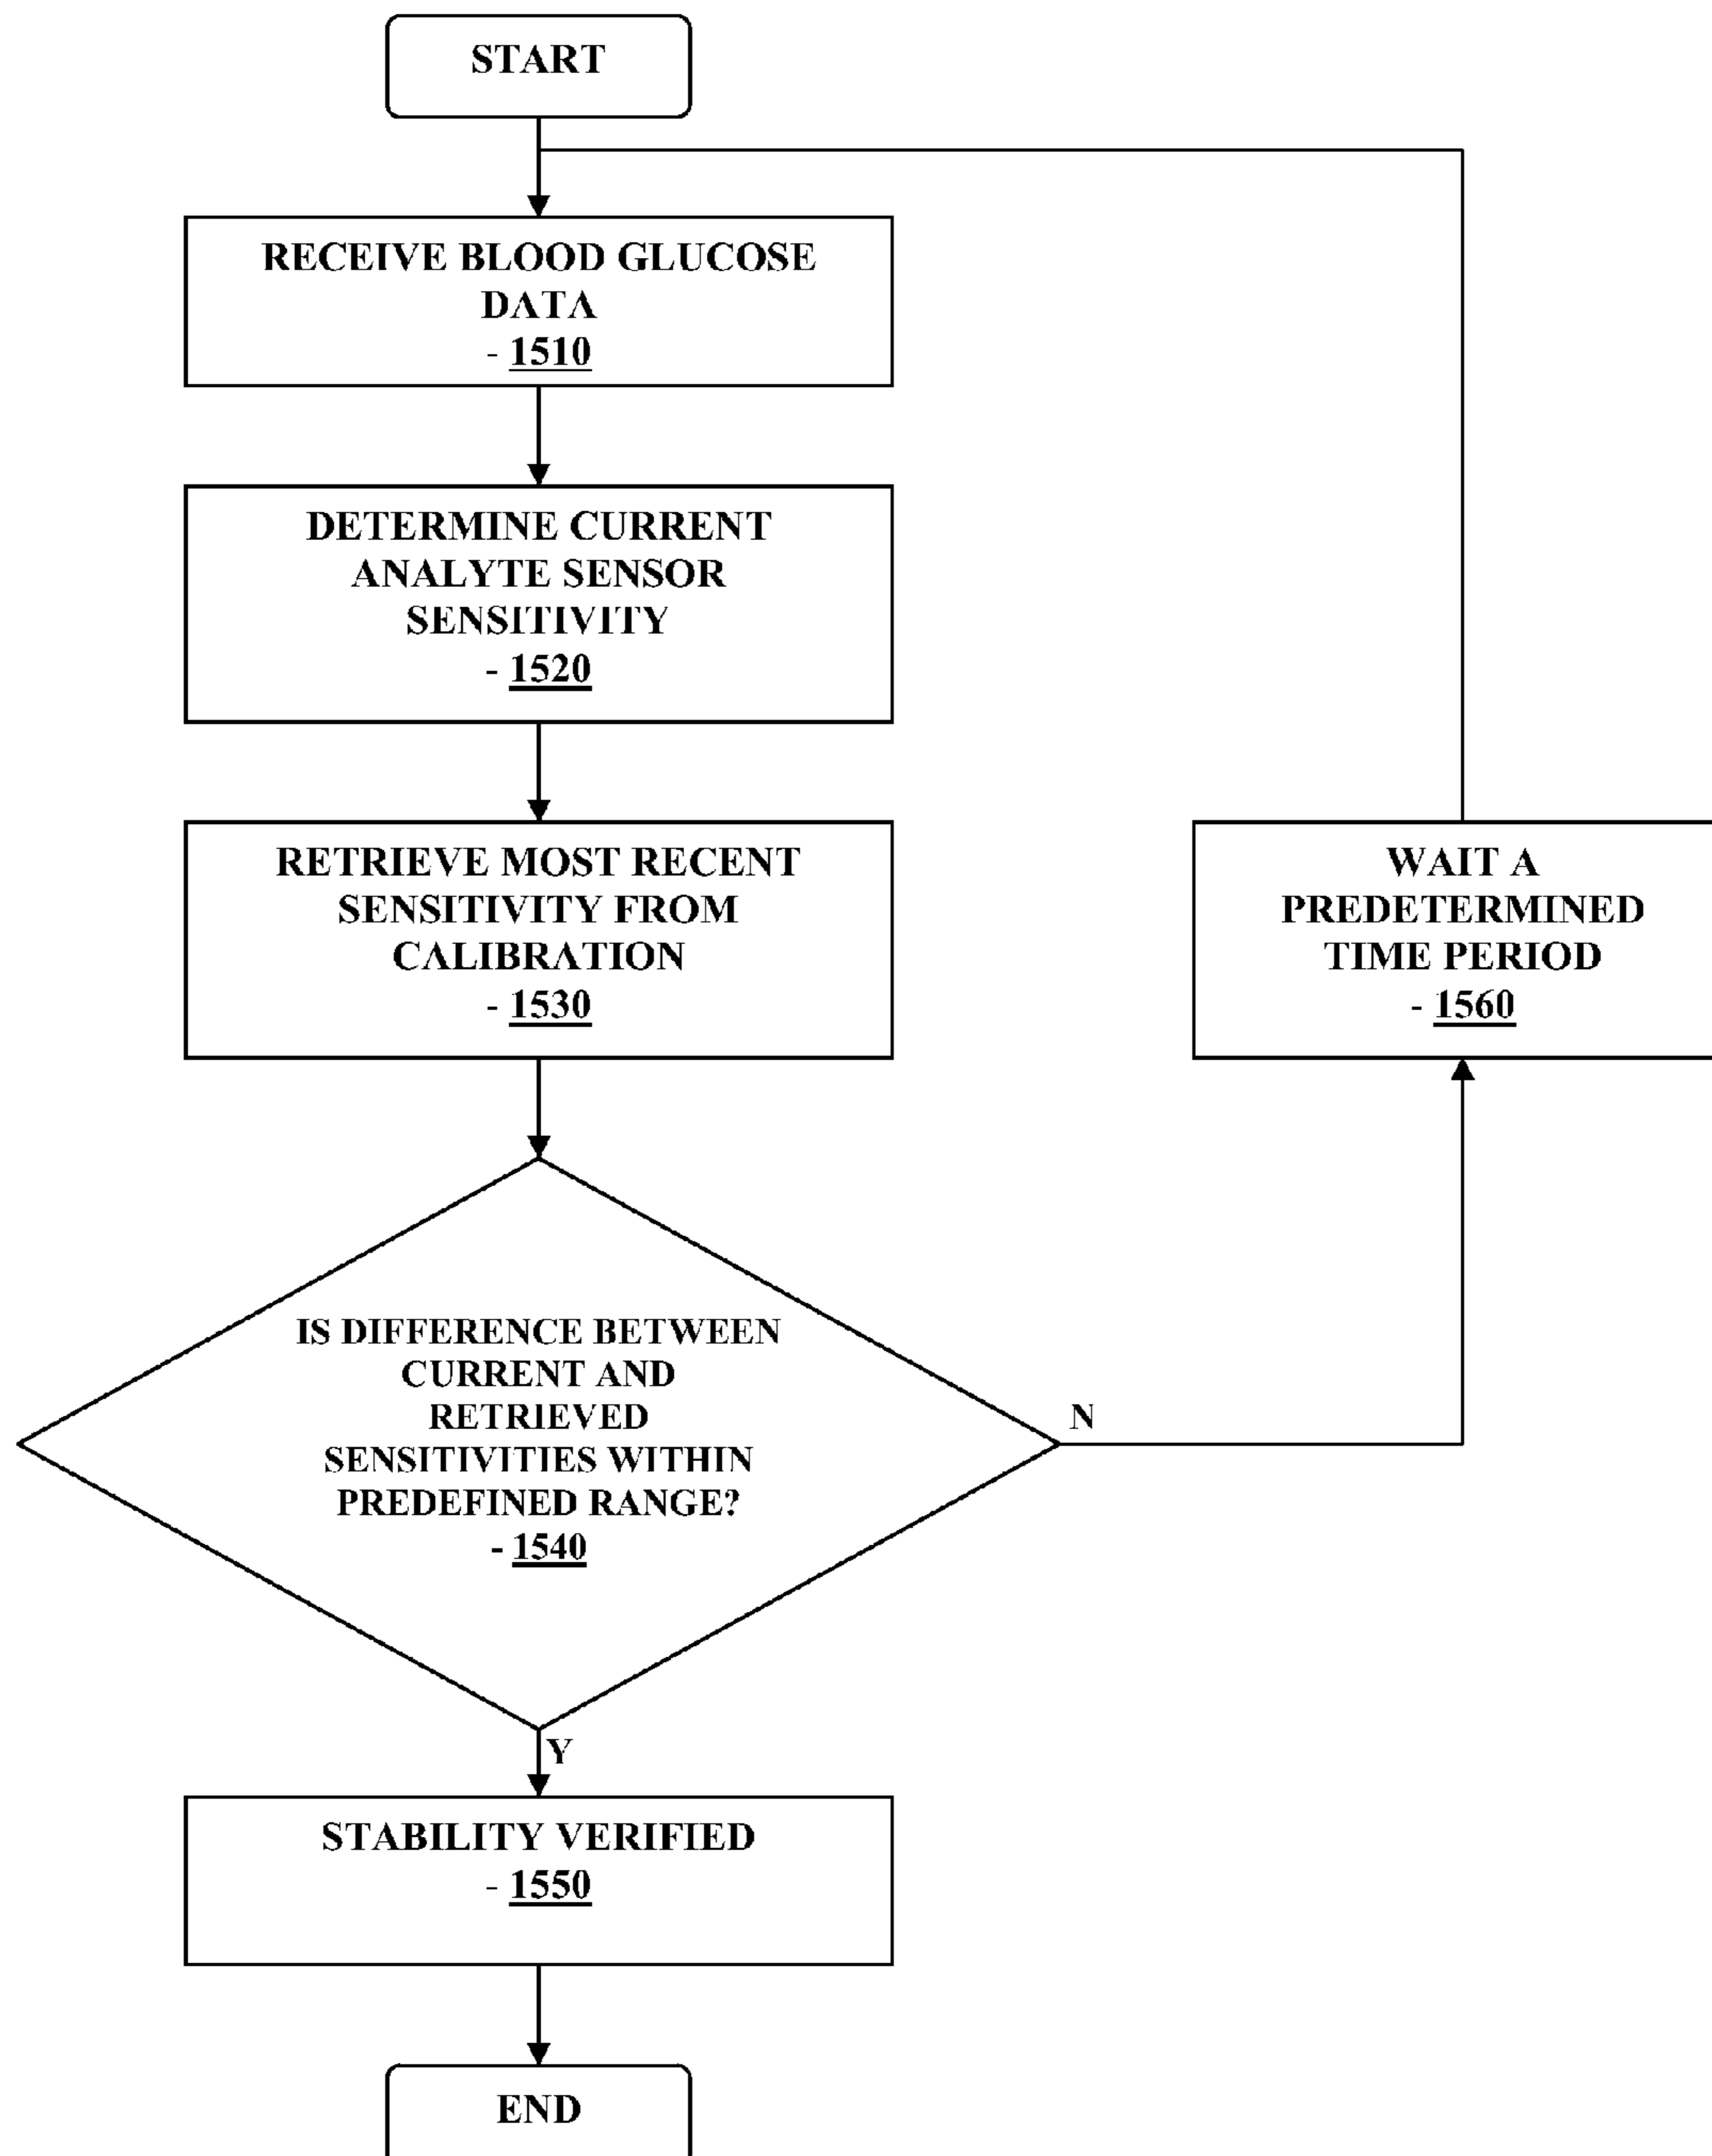 START
RECEIVE BLOOD GLUCOSE
DATA
- 1510
DETERMINE CURRENT
ANALYTE SENSOR
SENSITIVITY
- 1520
RETRIEVE MOST RECENT
SENSITIVITY FROM
CALIBRATION
- 1530
WAIT A
PREDETERMINED
TIME PERIOD
- 1560
IS DIFFERENCE BETWEEN
CURRENT AND
RETRIEVED
SENSITIVITIES WITHIN
PREDEFINED RANGE?
- 1540
N
Y
STABILITY VERIFIED
- 1550
END